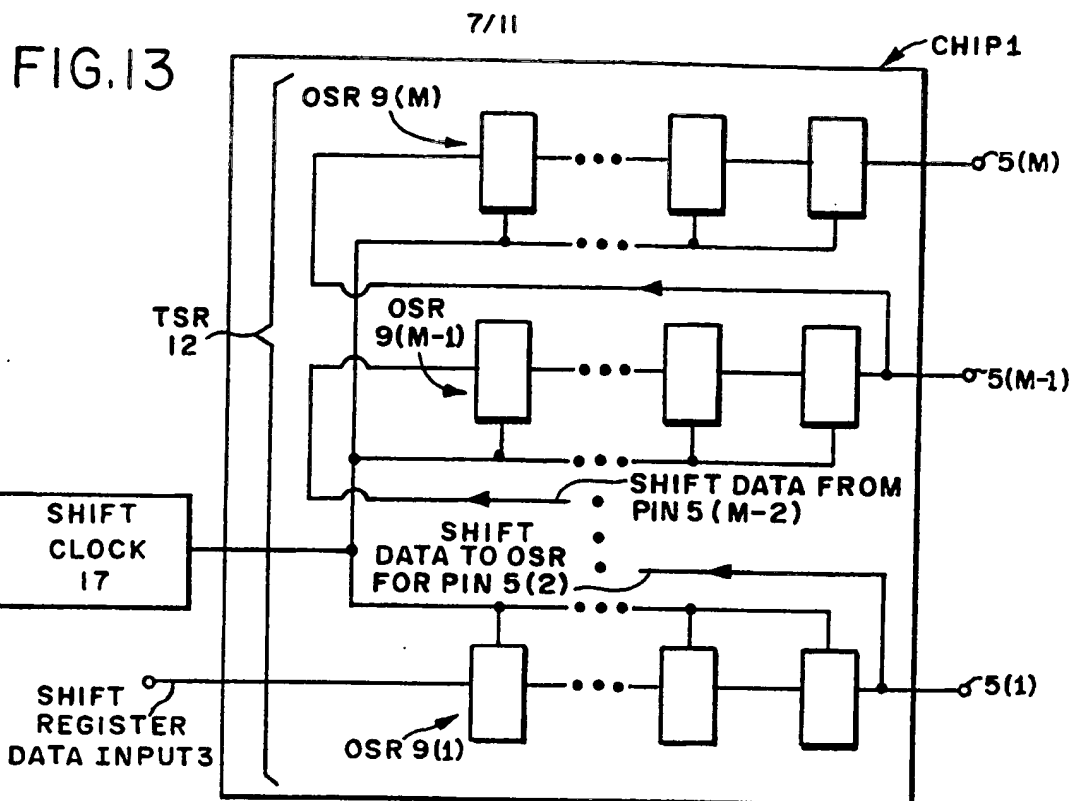 7/11
FIG.13
CHIP1
OSR 9(M)
5(M)
TSR
12
OSR
9(M-1)
5(M-1)
SHIFT DATA FROM
PIN 5(M-2)
SHIFT
CLOCK
17
SHIFT
DATA TO OSR
FOR PIN 5(2)
SHIFT
REGISTER
DATA INPUT3
OSR 9(1)
5(1)